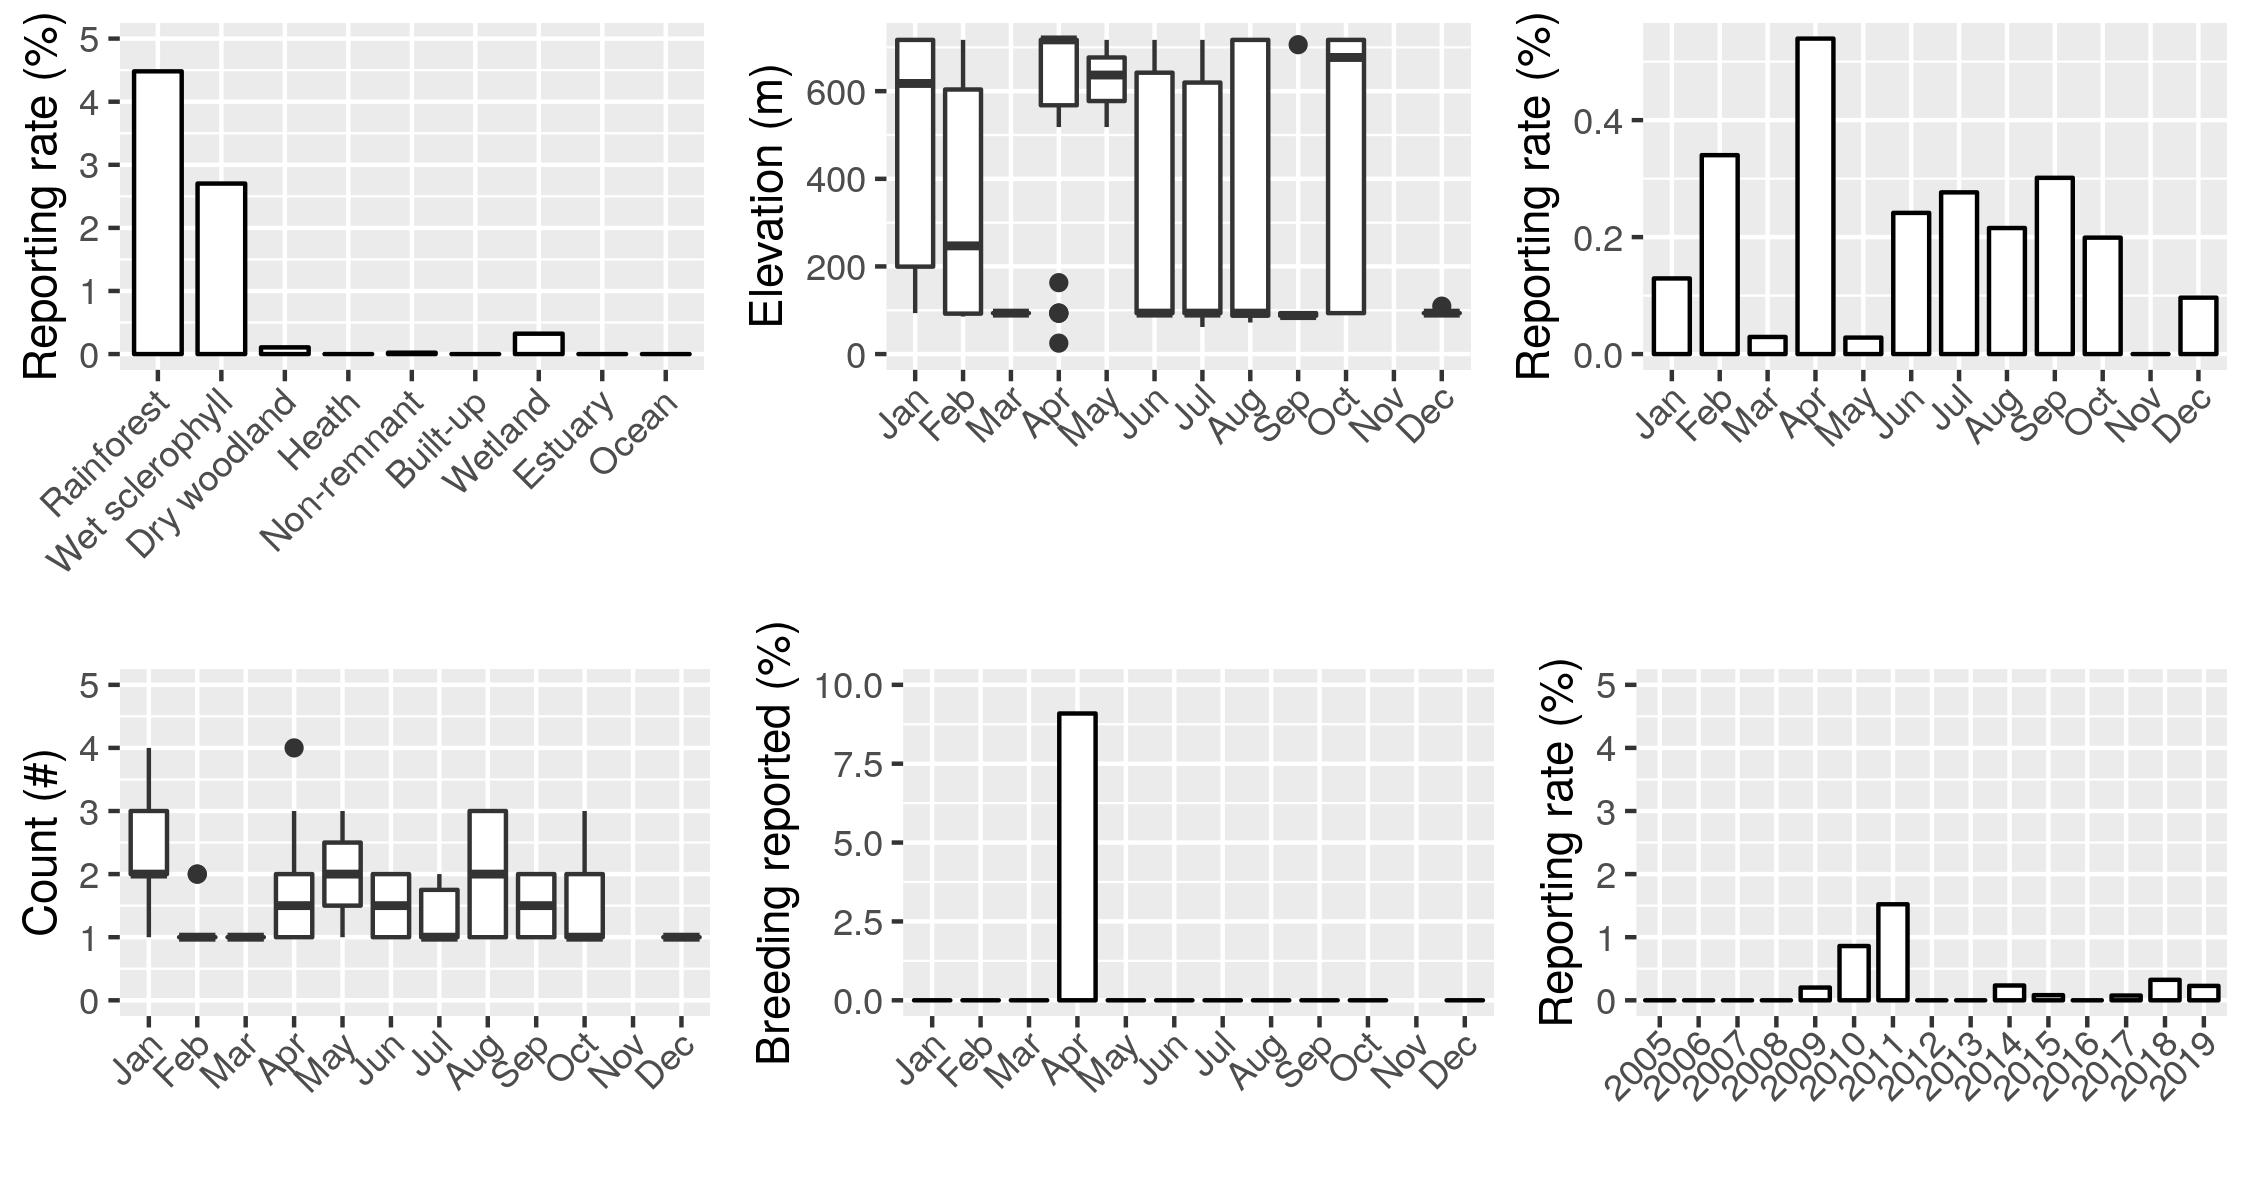 Reporting rate (%)
5
4
3
2
1
0
Rainforest
Wet sclerophyll
Dry woodland
Heath
Non-remnant
Built-up
Wetland
Estuary
Ocean
Elevation (m)
600
400
200
0
Jan
Feb
Mar
Apr
May
Jun
Jul
Aug
Sep
Oct
Nov
Dec
Reporting rate (%)
0.4
0.2
0.0
Jan
Feb
Mar
Apr
May
Jun
Jul
Aug
Sep
Oct
Nov
Dec
Count (#)
5
4
3
2
1
0
Jan
Feb
Mar
Apr
May
Jun
Jul
Aug
Sep
Oct
Nov
Dec
Breeding reported (%)
10.0
7.5
5.0
2.5
0.0
Jan
Feb
Mar
Apr
May
Jun
Jul
Aug
Sep
Oct
Nov
Dec
Reporting rate (%)
5
4
3
2
1
0
2005
2006
2007
2008
2009
2010
2011
2012
2013
2014
2015
2016
2017
2018
2019